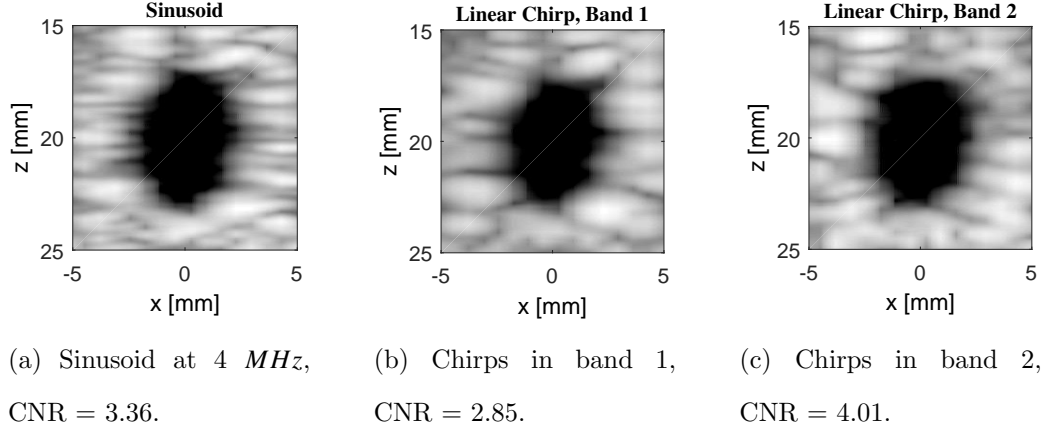 Sinusoid
15
20
25
z [mm]
-5 0 5
x [mm]
(a) Sinusoid at 4 MHz,
CNR = 3.36.
Linear Chirp, Band 1
15
20
25
z [mm]
-5 0 5
x [mm]
(b) Chirps in band 1,
CNR = 2.85.
Linear Chirp, Band 2
15
20
25
z [mm]
-5 0 5
x [mm]
(c) Chirps in band 2,
CNR = 4.01.